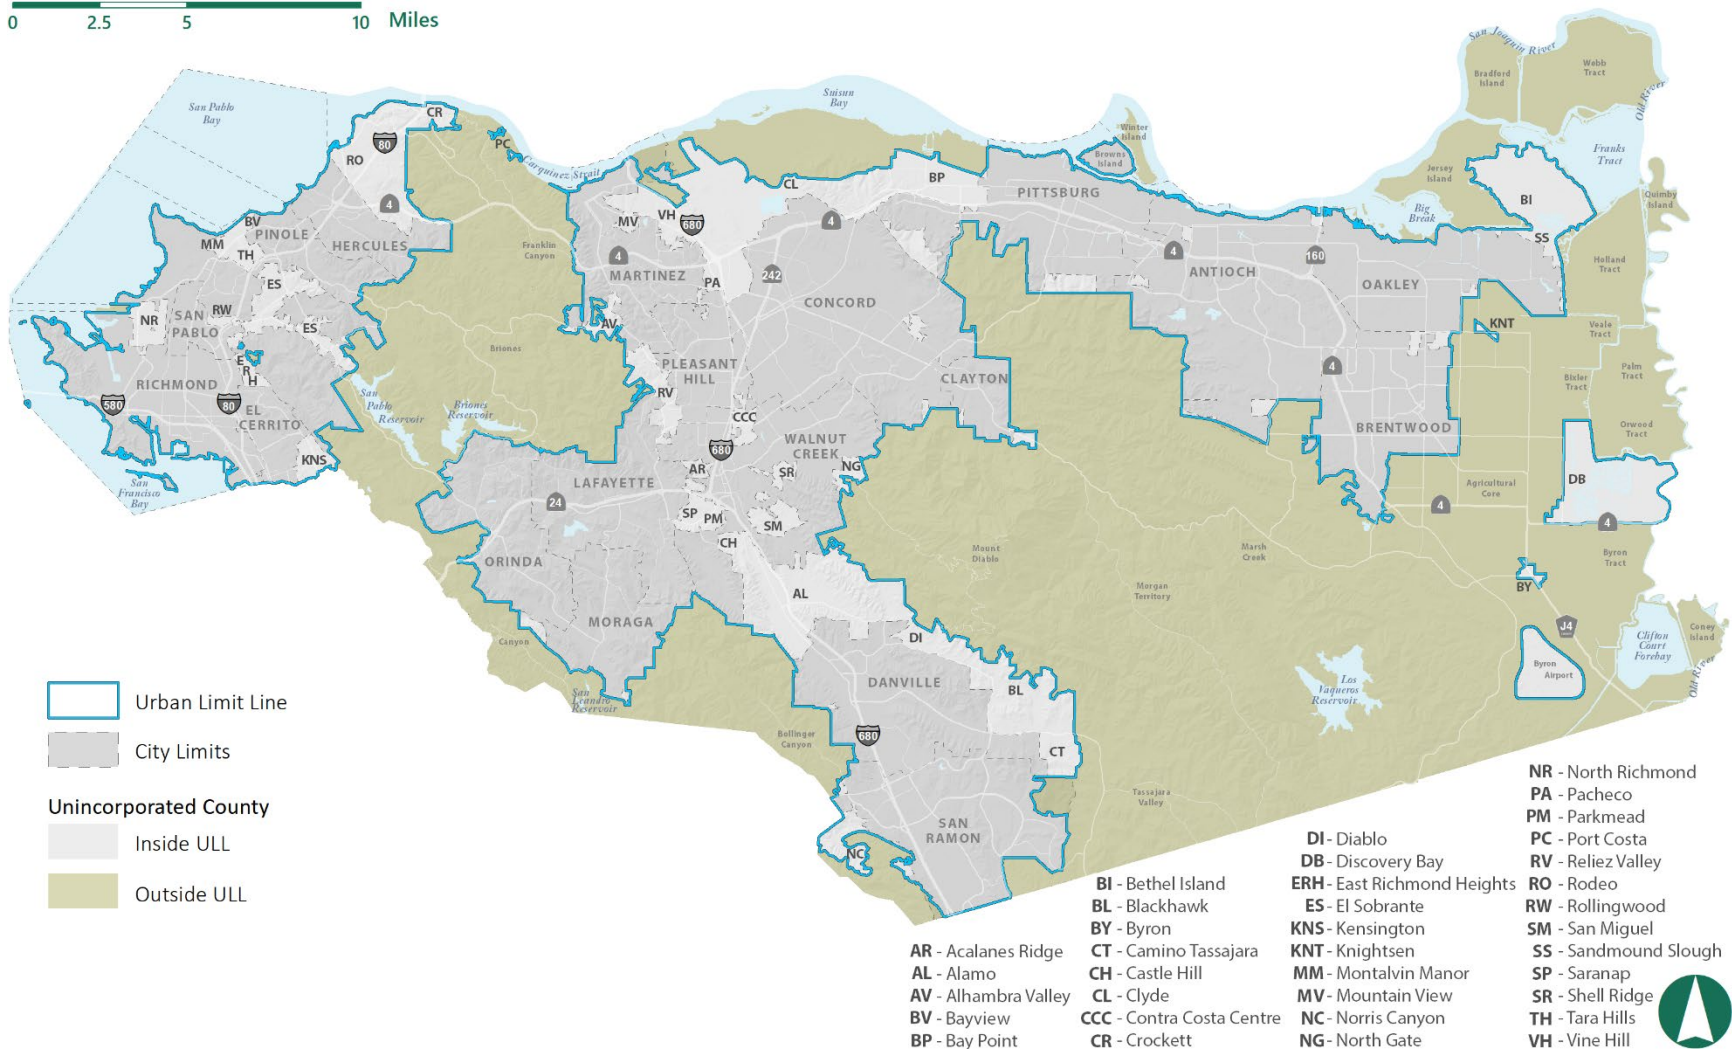 0 2.5 5 10 Miles
San Joaquin River
Webb
Tract
Bradford
Island
Old River
San Pablo
Bay
Suisun
Bay
CR
80
RO
PC
Carquinez Strait
Winter
Island
Browns
Island
Franks
Tract
Jersey
Island
Quimby
Island
CL
BP
PITTSBURG
BI
Big
Break
4
BV
PINOLE
MM
TH
HERCULES
MV
VH
680
4
SS
Franklin
Canyon
4
MARTINEZ
PA
242
CONCORD
4
ANTIOCH
160
OAKLEY
Holland
Tract
ES
RW
NR
SAN
PABLO
ES
AV
KNT
Veale
Tract
E
R
H
Briones
PLEASANT
HILL
CLAYTON
4
Bixler
Tract
Palm
Tract
RICHMOND
580
80
EL
CERRITO
San
Pablo
Reservoir
Briones
Reservoir
RV
CCC
BRENTWOOD
Orwood
Tract
KNS
WALNUT
CREEK
680
AR
SR
NG
LAFAYETTE
San
Francisco
Bay
24
SP
PM
SM
CH
Agricultural
Core
DB
4
4
ORINDA
Mount
Diablo
Marsh
Creek
Byron
Tract
Morgan
Territory
BY
AL
MORAGA
Canyon
DI
J4
Clifton
Court
Forebay
Coney
Island
Old River
Byron
Airport
DANVILLE
BL
Los
Vaqueros
Reservoir
San
Leandro
Reservoir
Bollinger
Canyon
680
CT
Tassajara
Valley
SAN
RAMON
NC
Urban Limit Line
City Limits
Unincorporated County
Inside ULL
Outside ULL
AR - Acalanes Ridge
AL - Alamo
AV - Alhambra Valley
BV - Bayview
BP - Bay Point
BI - Bethel Island
BL - Blackhawk
BY - Byron
CT - Camino Tassajara
CH - Castle Hill
CL - Clyde
CCC - Contra Costa Centre
CR - Crockett
DI - Diablo
DB - Discovery Bay
ERH - East Richmond Heights
ES - El Sobrante
KNS - Kensington
KNT - Knightsen
MM - Montalvin Manor
MV - Mountain View
NC - Norris Canyon
NG - North Gate
NR - North Richmond
PA - Pacheco
PM - Parkmead
PC - Port Costa
RV - Reliez Valley
RO - Rodeo
RW - Rollingwood
SM - San Miguel
SS - Sandmound Slough
SP - Saranap
SR - Shell Ridge
TH - Tara Hills
VH - Vine Hill